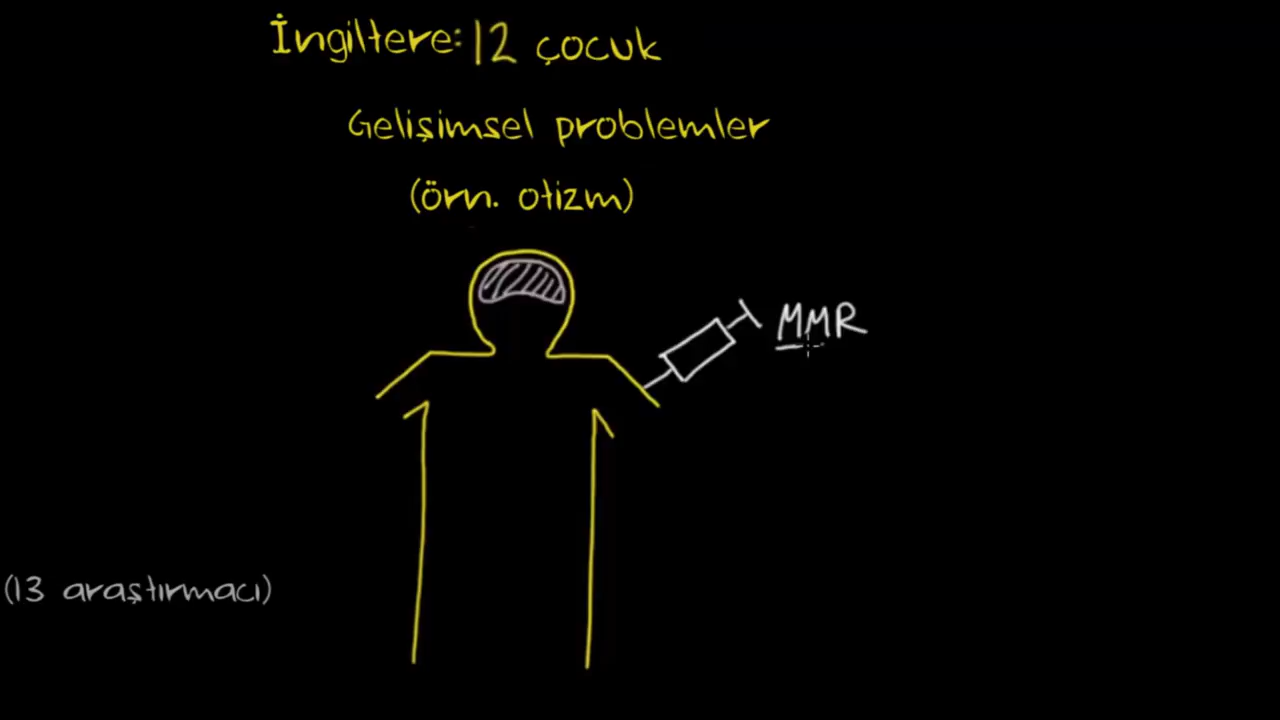 İngiltere: 12 çocuk
Gelişimsel problemler
(örn. otizm)
MMR
(13 araştırmacı)